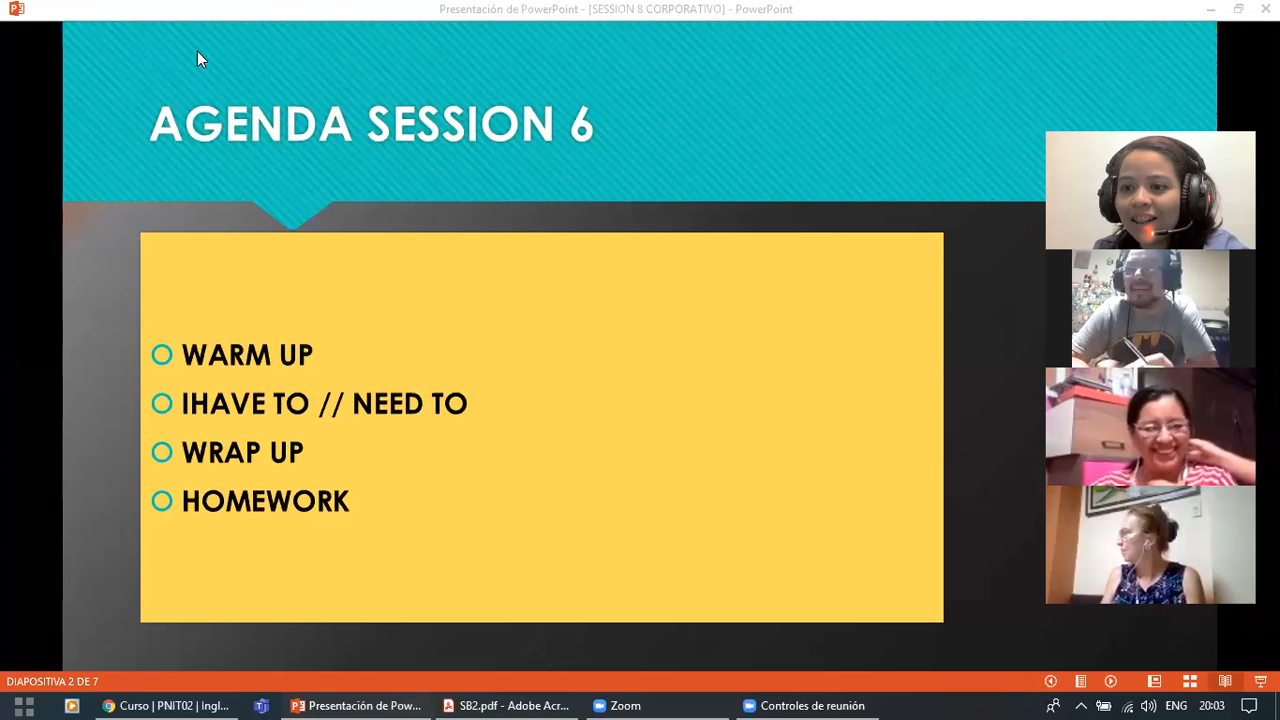 Presentación de PowerPoint - [SESSION 8 CORPORATIVO] - PowerPoint
AGENDA SESSION 6
WARM UP
IHAVE TO // NEED TO
WRAP UP
HOMEWORK
DIAPOSITIVA 2 DE 7
Curso | PNIT02 | Ingl...
Presentación de Pow...
SB2.pdf - Adobe Acr...
Zoom
Controles de reunión
ENG
20:03